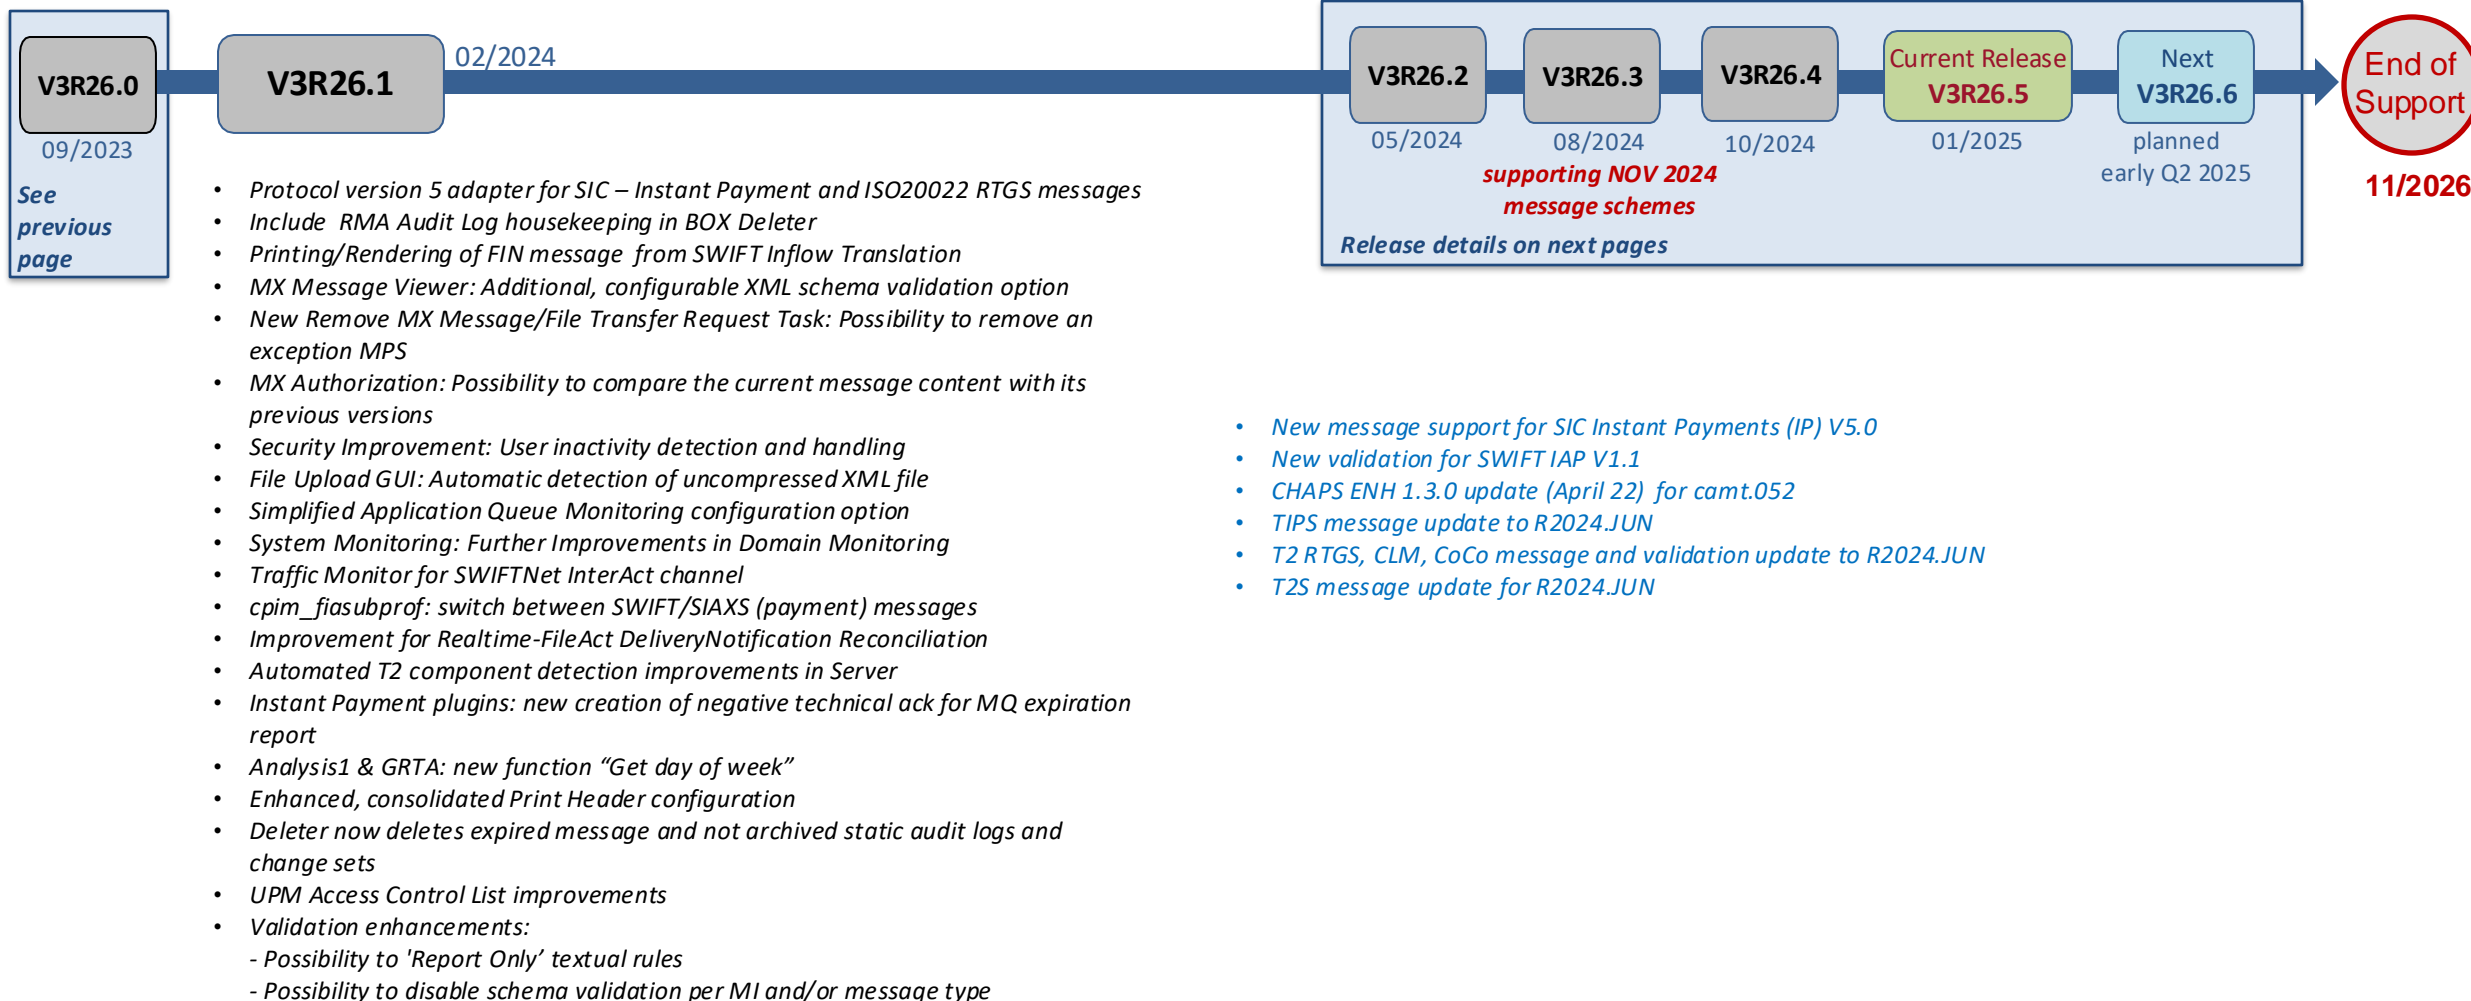 V3R26.0
09/2023
See
previous
page
V3R26.1
02/2024
V3R26.2
05/2024
V3R26.3
08/2024
supporting NOV 2024
message schemes
V3R26.4
10/2024
Current Release
V3R26.5
01/2025
Next
V3R26.6
planned
early Q2 2025
Release details on next pages
End of
Support
11/2026
• Protocol version 5 adapter for SIC – Instant Payment and ISO20022 RTGS messages
• Include RMA Audit Log housekeeping in BOX Deleter
• Printing/Rendering of FIN message from SWIFT Inflow Translation
• MX Message Viewer: Additional, configurable XML schema validation option
• New Remove MX Message/File Transfer Request Task: Possibility to remove an
exception MPS
• MX Authorization: Possibility to compare the current message content with its
previous versions
• Security Improvement: User inactivity detection and handling
• File Upload GUI: Automatic detection of uncompressed XML file
• Simplified Application Queue Monitoring configuration option
• System Monitoring: Further Improvements in Domain Monitoring
• Traffic Monitor for SWIFTNet InterAct channel
• cpim_fiasubprof: switch between SWIFT/SIAXS (payment) messages
• Improvement for Realtime-FileAct DeliveryNotification Reconciliation
• Automated T2 component detection improvements in Server
• Instant Payment plugins: new creation of negative technical ack for MQ expiration
report
• Analysis1 & GRTA: new function “Get day of week”
• Enhanced, consolidated Print Header configuration
• Deleter now deletes expired message and not archived static audit logs and
change sets
• UPM Access Control List improvements
• Validation enhancements:
- Possibility to 'Report Only’ textual rules
- Possibility to disable schema validation per MI and/or message type
• New message support for SIC Instant Payments (IP) V5.0
• New validation for SWIFT IAP V1.1
• CHAPS ENH 1.3.0 update (April 22) for camt.052
• TIPS message update to R2024.JUN
• T2 RTGS, CLM, CoCo message and validation update to R2024.JUN
• T2S message update for R2024.JUN